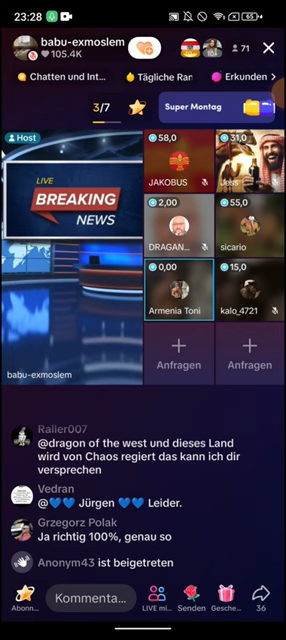 23:28
65
babu-exmoslem
105.4K
71
Chatten und Int...
Tägliche Ran
Erkunden
3/7
Super Montag
Host
LIVE
BREAKING
NEWS
babu-exmoslem
58,0
JAKOBUS
31,0
Jess
2,00
DRAGAN...
55,0
sicario
0,00
Armenia Toni
15,0
kalo_4721
Anfragen
Anfragen
Raller007
@dragon of the west und dieses Land
wird von Chaos regiert das kann ich dir
versprechen
Vedran
@💙💙 Jürgen 💙💙 Leider.
Grzegorz Polak
Ja richtig 100%, genau so
Anonym43 ist beigetreten
Abonn...
Kommenta...
LIVE mi...
Senden
Gesche...
36